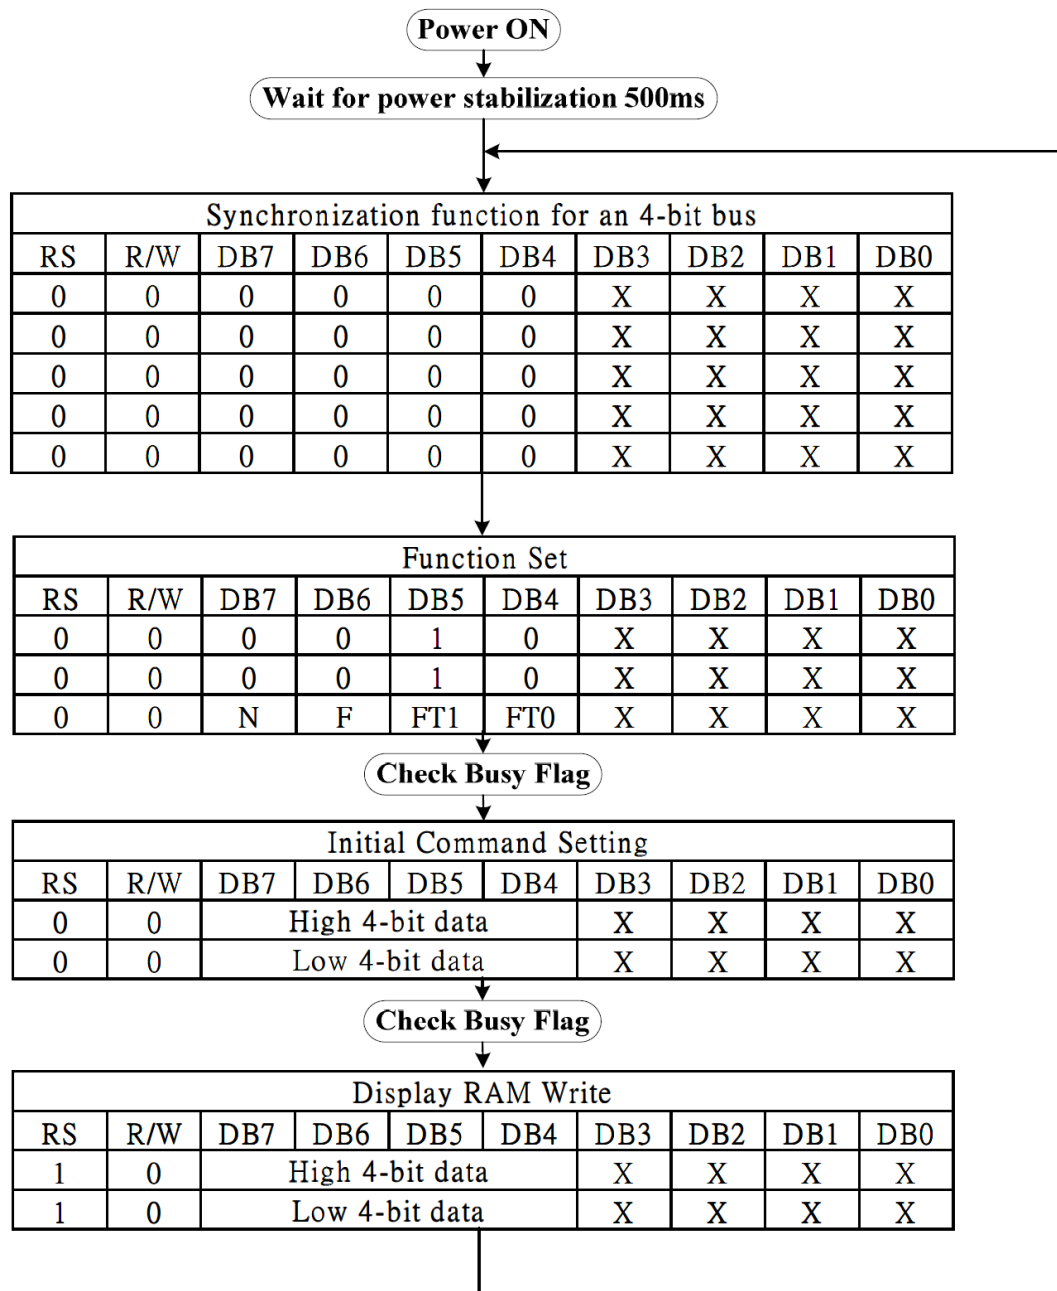 Power ON
Wait for power stabilization 500ms
Synchronization function for an 4-bit bus
RS R/W DB7 DB6 DB5 DB4 DB3 DB2 DB1 DB0
0 0 0 0 0 0 X X X X
0 0 0 0 0 0 X X X X
0 0 0 0 0 0 X X X X
0 0 0 0 0 0 X X X X
0 0 0 0 0 0 X X X X
Function Set
RS R/W DB7 DB6 DB5 DB4 DB3 DB2 DB1 DB0
0 0 0 0 1 0 X X X X
0 0 0 0 1 0 X X X X
0 0 N F FT1 FT0 X X X X
Check Busy Flag
Initial Command Setting
RS R/W DB7 DB6 DB5 DB4 DB3 DB2 DB1 DB0
0 0 High 4-bit data X X X X
0 0 Low 4-bit data X X X X
Check Busy Flag
Display RAM Write
RS R/W DB7 DB6 DB5 DB4 DB3 DB2 DB1 DB0
1 0 High 4-bit data X X X X
1 0 Low 4-bit data X X X X